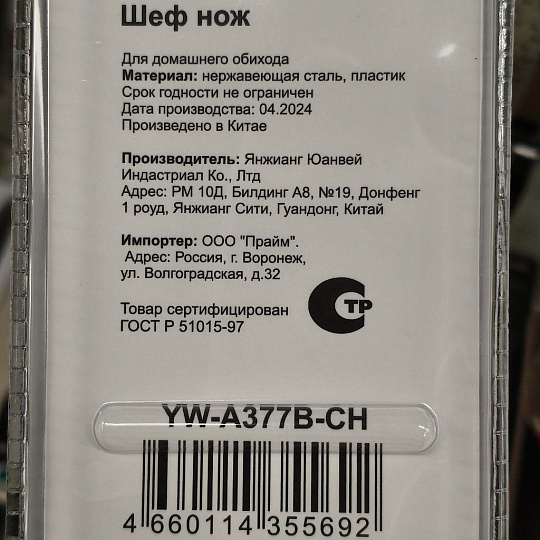 Шеф нож
Для домашнего обихода
Материал: нержавеющая сталь, пластик
Срок годности не ограничен
Дата производства: 04.2024
Произведено в Китае
Производитель: Янжианг Юанвей
Индастриал Ко., Лтд
Адрес: РМ 10Д, Билдинг А8, №19, Донфенг
1 роуд, Янжианг Сити, Гуандонг, Китай
Импортер: ООО "Прайм".
Адрес: Россия, г. Воронеж,
ул. Волгоградская, д.32
Товар сертифицирован
ГОСТ Р 51015-97
СТР
YW-A377B-CH
4 660114 355692